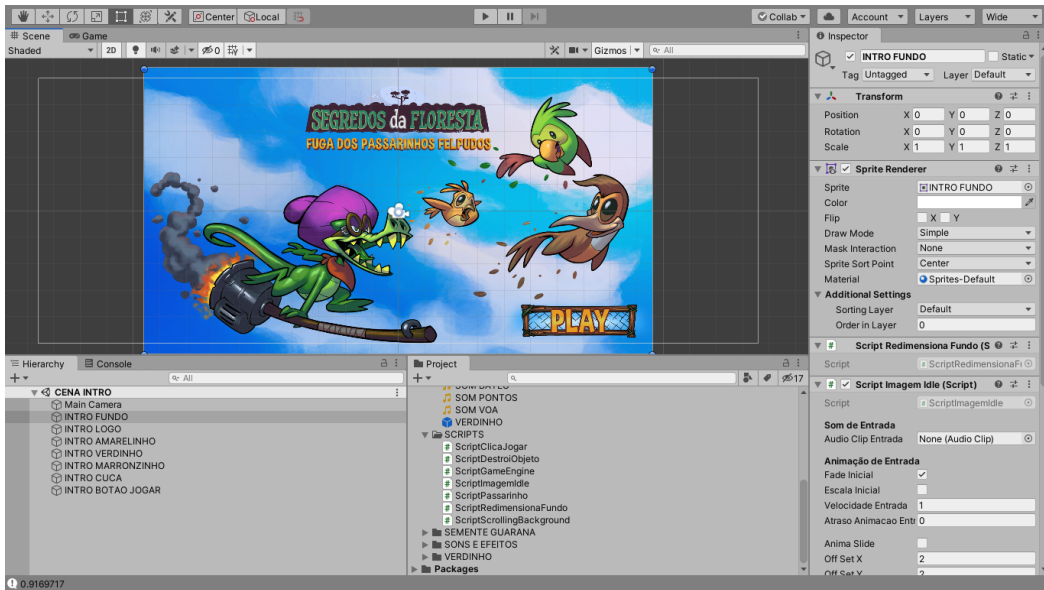 Center Local Collab Account Layers Wide
Scene Game
Shaded 2D 0 Gizmos All
SEGREDOS da FLORESTA
FUGA DOS PASSARINHOS FELPUDOS
PLAY
Hierarchy Console
All
CENA INTRO
Main Camera
INTRO FUNDO
INTRO LOGO
INTRO AMARELINHO
INTRO VERDINHO
INTRO MARRONZINHO
INTRO CUCA
INTRO BOTAO JOGAR
Project
17
SOM BATEU
SOM PONTOS
SOM VOA
VERDINHO
SCRIPTS
ScriptClicaJogar
ScriptDestroiObjeto
ScriptGameEngine
ScriptImagemIdle
ScriptPassarinho
ScriptRedimensionaFundo
ScriptScrollingBackground
SEMENTE GUARANA
SONS E EFEITOS
VERDINHO
Packages
Inspector
INTRO FUNDO Static
Tag Untagged Layer Default
Transform
Position X 0 Y 0 Z 0
Rotation X 0 Y 0 Z 0
Scale X 1 Y 1 Z 1
Sprite Renderer
Sprite INTRO FUNDO
Color
Flip X Y
Draw Mode Simple
Mask Interaction None
Sprite Sort Point Center
Material Sprites-Default
Additional Settings
Sorting Layer Default
Order in Layer 0
Script Redimensiona Fundo (S
Script ScriptRedimensionaF
Script Imagem Idle (Script)
Script ScriptImagemIdle
Som de Entrada
Audio Clip Entrada None (Audio Clip)
Animação de Entrada
Fade Inicial
Escala Inicial
Velocidade Entrada 1
Atraso Animacao Entr 0
Anima Slide
Off Set X 2
Off Set Y 2
0.9169717